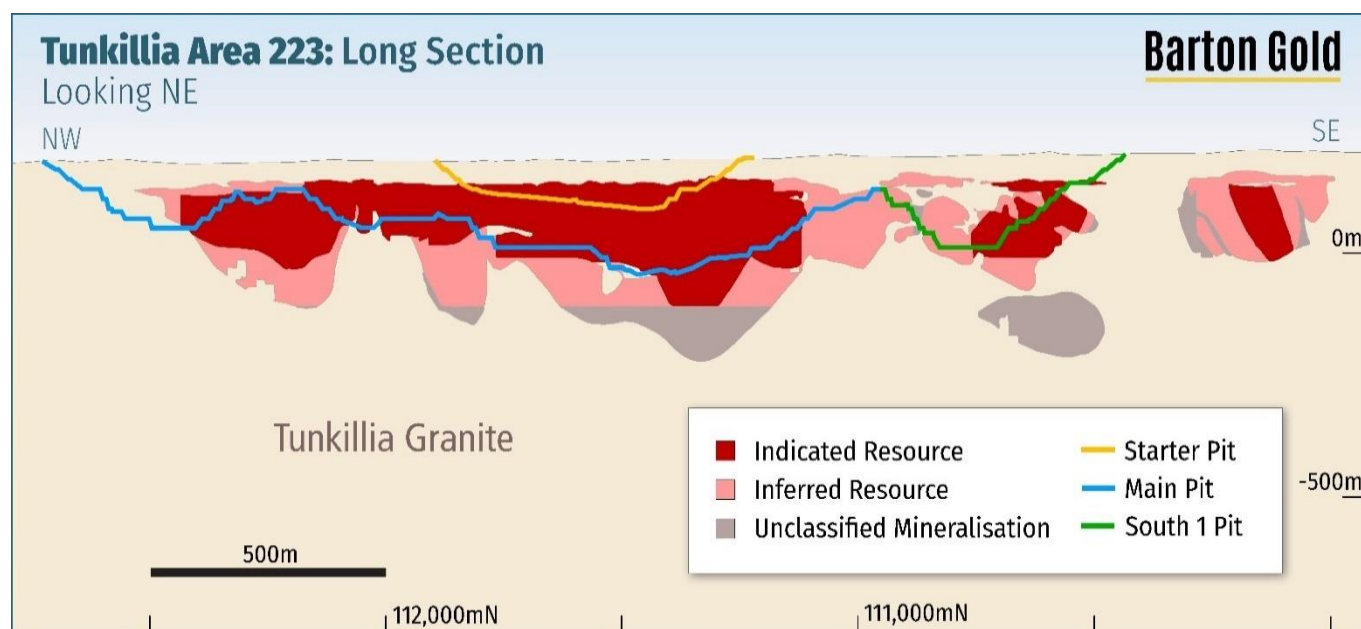 Tunkillia Area 223: Long Section
Barton Gold
Looking NE
NW
SE
0m
Tunkillia Granite
Indicated Resource
Starter Pit
Inferred Resource
Main Pit
-500m
Unclassified Mineralisation
South 1 Pit
500m
112,000mN
111,000mN